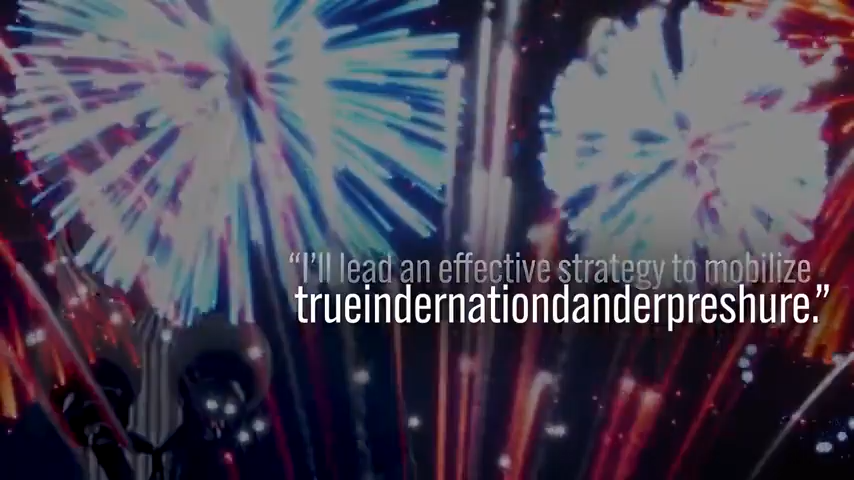 “I’ll lead an effective strategy to mobilize
trueindernationdanderpreshure.”